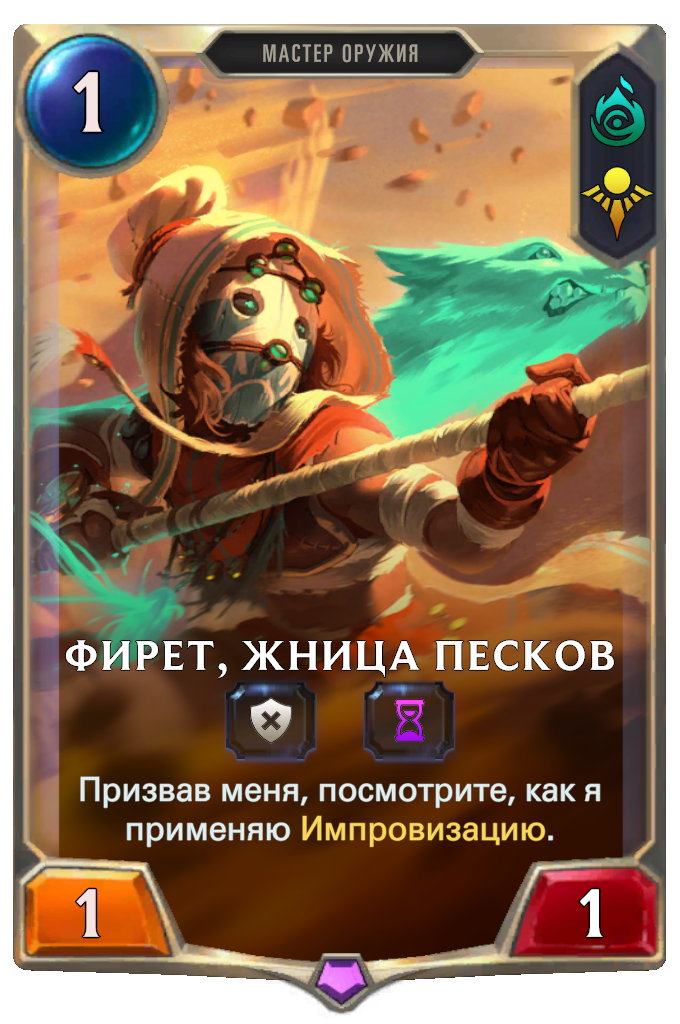 1
МАСТЕР ОРУЖИЯ
ФИРЕТ, ЖНИЦА ПЕСКОВ
Призвав меня, посмотрите, как я
применяю Импровизацию.
1
1